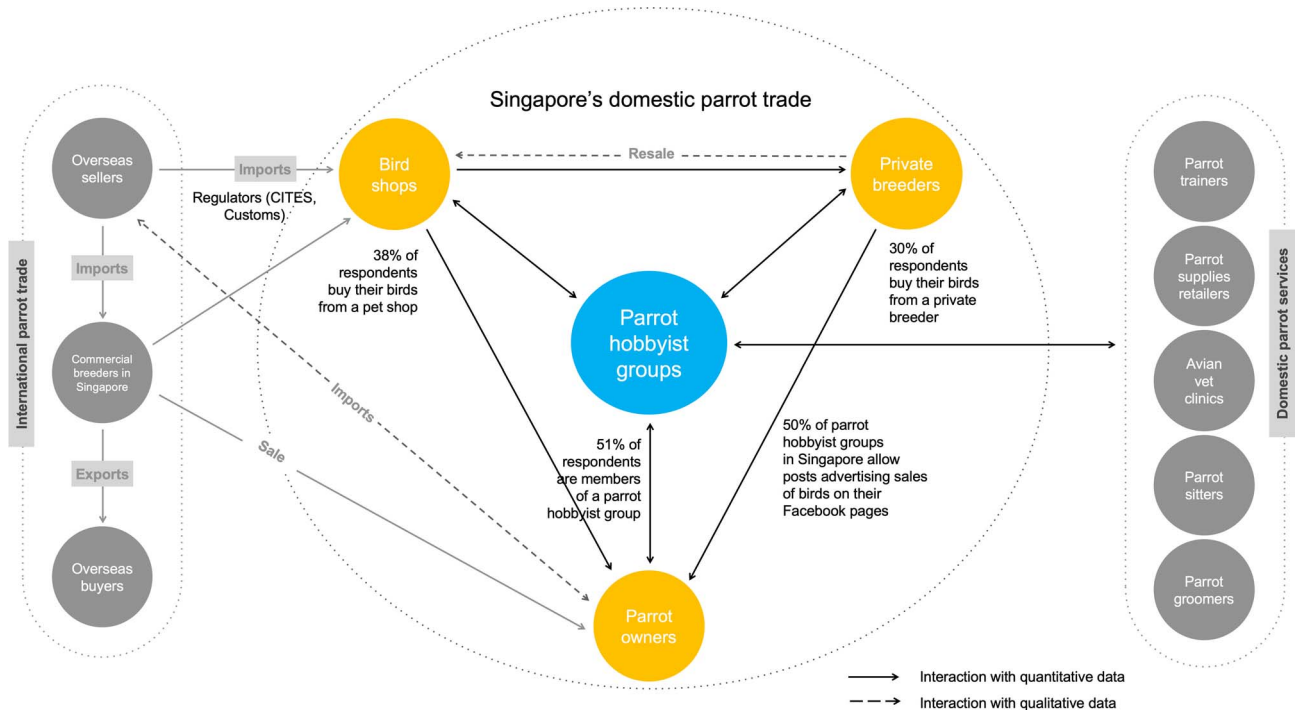 Singapore's domestic parrot trade
International parrot trade
Overseas
sellers
Imports
Commercial
breeders in
Singapore
Exports
Overseas
buyers
Imports
Regulators (CITES,
Customs)
Bird
shops
Resale
Private
breeders
38% of
respondents
buy their birds
from a pet shop
30% of
respondents
buy their birds
from a private
breeder
Parrot
hobbyist
groups
Imports
Sale
51% of
respondents
are members
of a parrot
hobbyist group
50% of parrot
hobbyist groups
in Singapore allow
posts advertising sales
of birds on their
Facebook pages
Parrot
owners
Parrot
trainers
Parrot
supplies
retailers
Avian
vet
clinics
Parrot
sitters
Parrot
groomers
Domestic parrot services
Interaction with quantitative data
Interaction with qualitative data